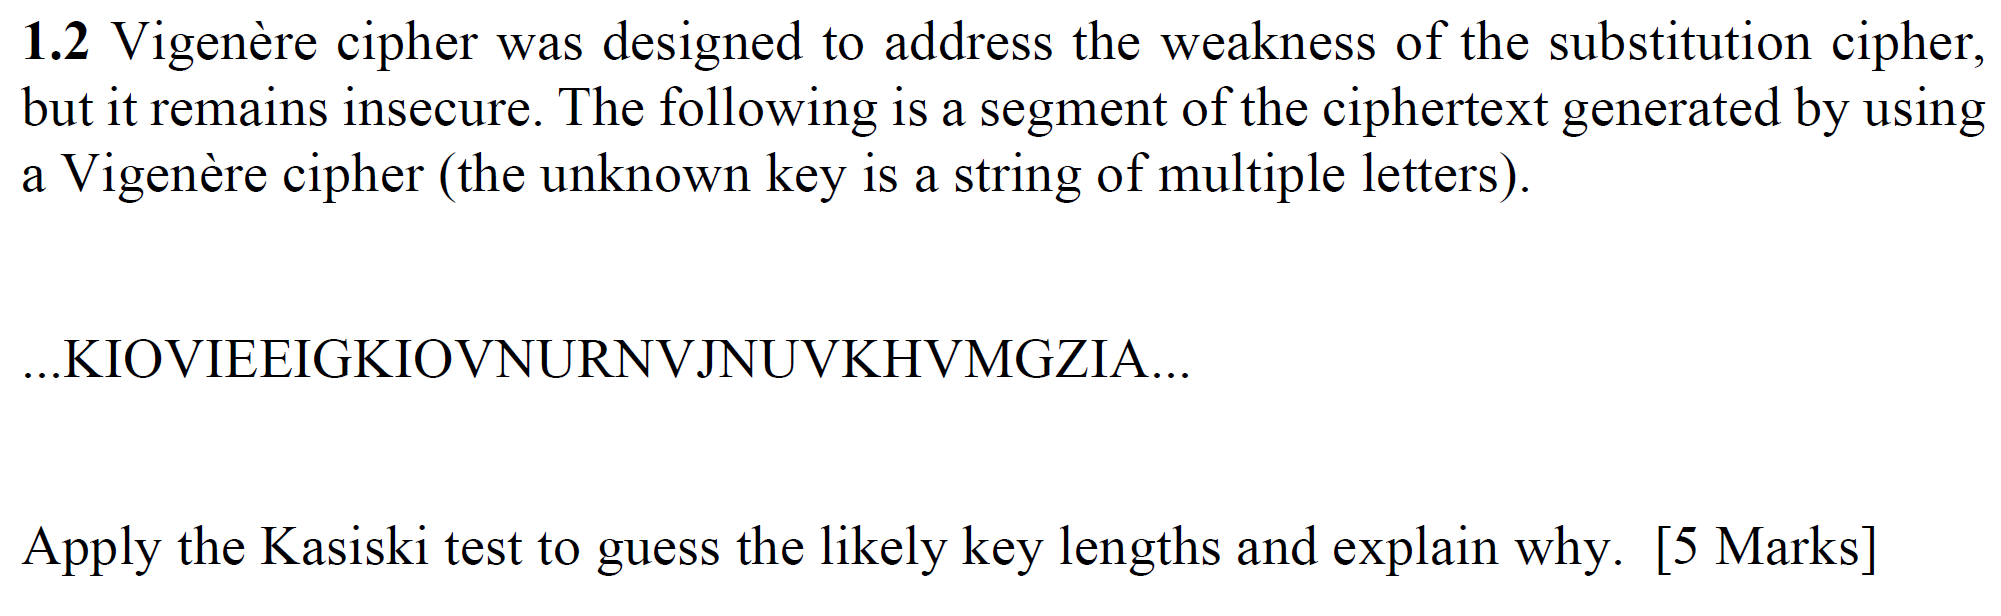 1.2 Vigenère cipher was designed to address the weakness of the substitution cipher,
but it remains insecure. The following is a segment of the ciphertext generated by using
a Vigenère cipher (the unknown key is a string of multiple letters).
...KIOVIEEIGKIOVNURNVJNUVKHVMGZIA...
Apply the Kasiski test to guess the likely key lengths and explain why. [5 Marks]